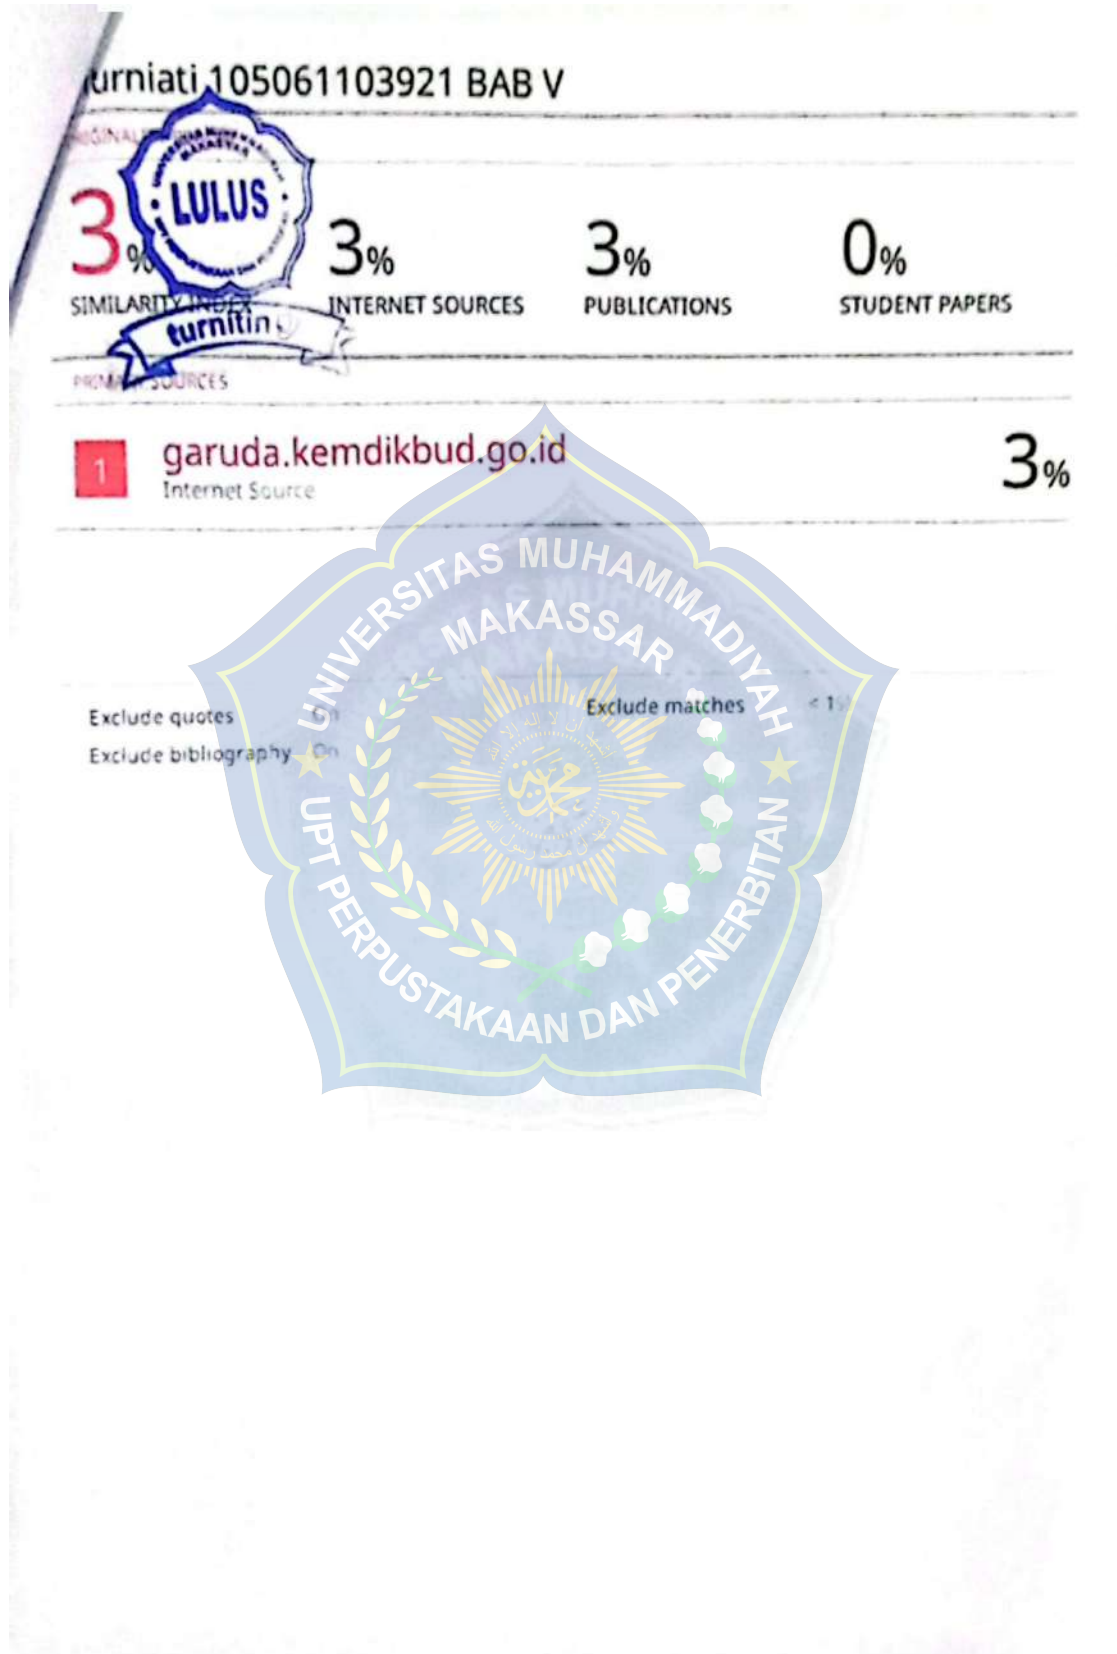 105061103921 BAB V
LULUS
3%
SIMILARITY INDEX
3%
INTERNET SOURCES
3%
PUBLICATIONS
0%
STUDENT PAPERS
turnitin
PRIMARY SOURCES
1
garuda.kemdikbud.go.id
Internet Source
3%
Exclude quotes On
Exclude bibliography On
Exclude matches
UNIVERSITAS MUHAMMADIYAH
MAKASSAR
UPT PERPUSTAKAAN DAN PENERBITAN